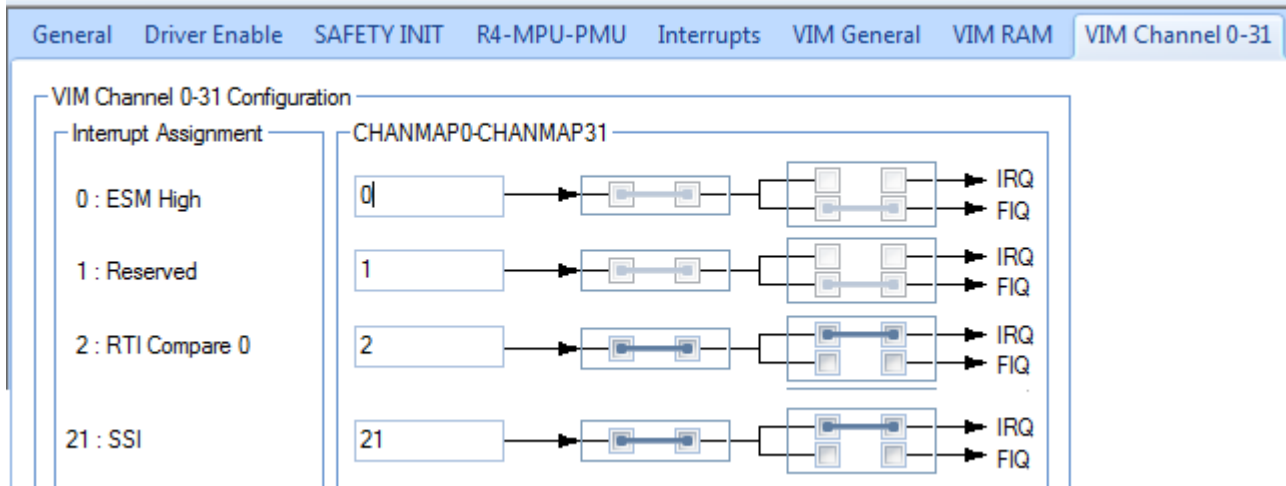 General Driver Enable SAFETY INIT R4-MPU-PMU Interrupts VIM General VIM RAM VIM Channel 0-31
VIM Channel 0-31 Configuration
Interrupt Assignment CHANMAP0-CHANMAP31
0 : ESM High 0 IRQ
FIQ
1 : Reserved 1 IRQ
FIQ
2 : RTI Compare 0 2 IRQ
FIQ
21 : SSI 21 IRQ
FIQ